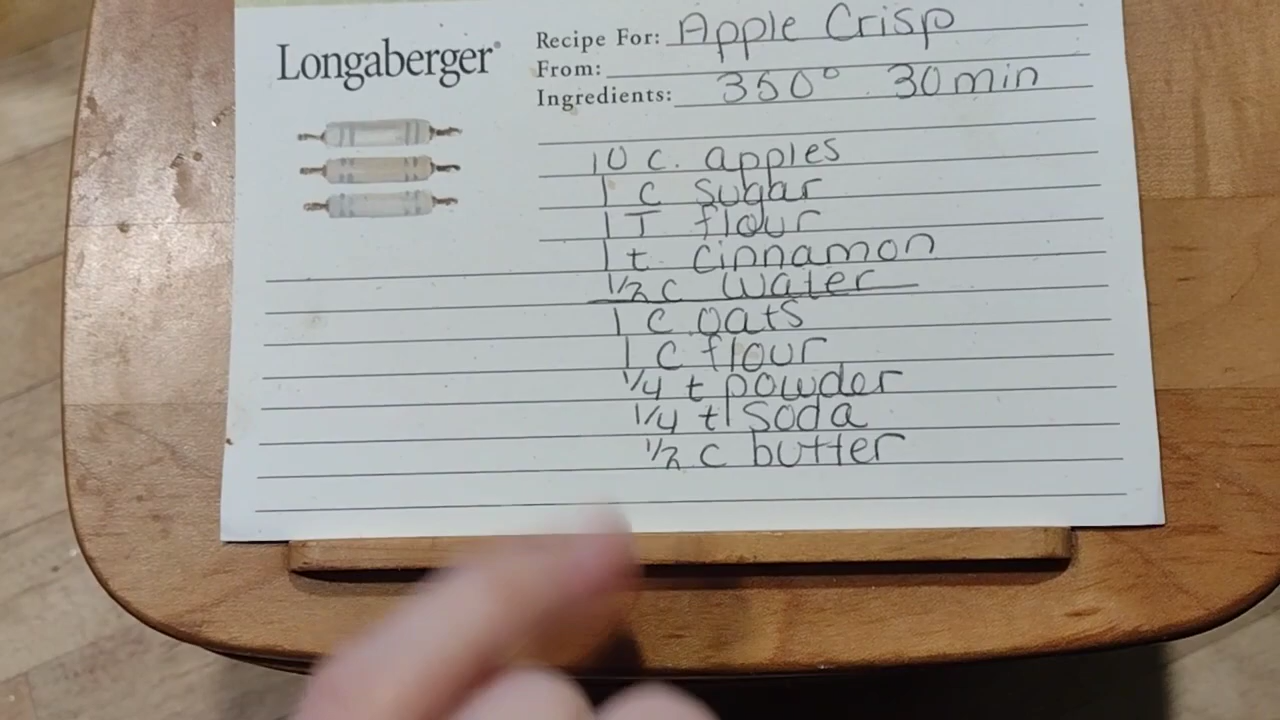 Longaberger®
Recipe For: Apple Crisp
From:
Ingredients: 350° 30 min
10 c. apples
1 c sugar
1 T flour
1 t cinnamon
1/2 c water
1 c oats
1 c flour
1/4 t powder
1/4 t soda
1/2 c butter